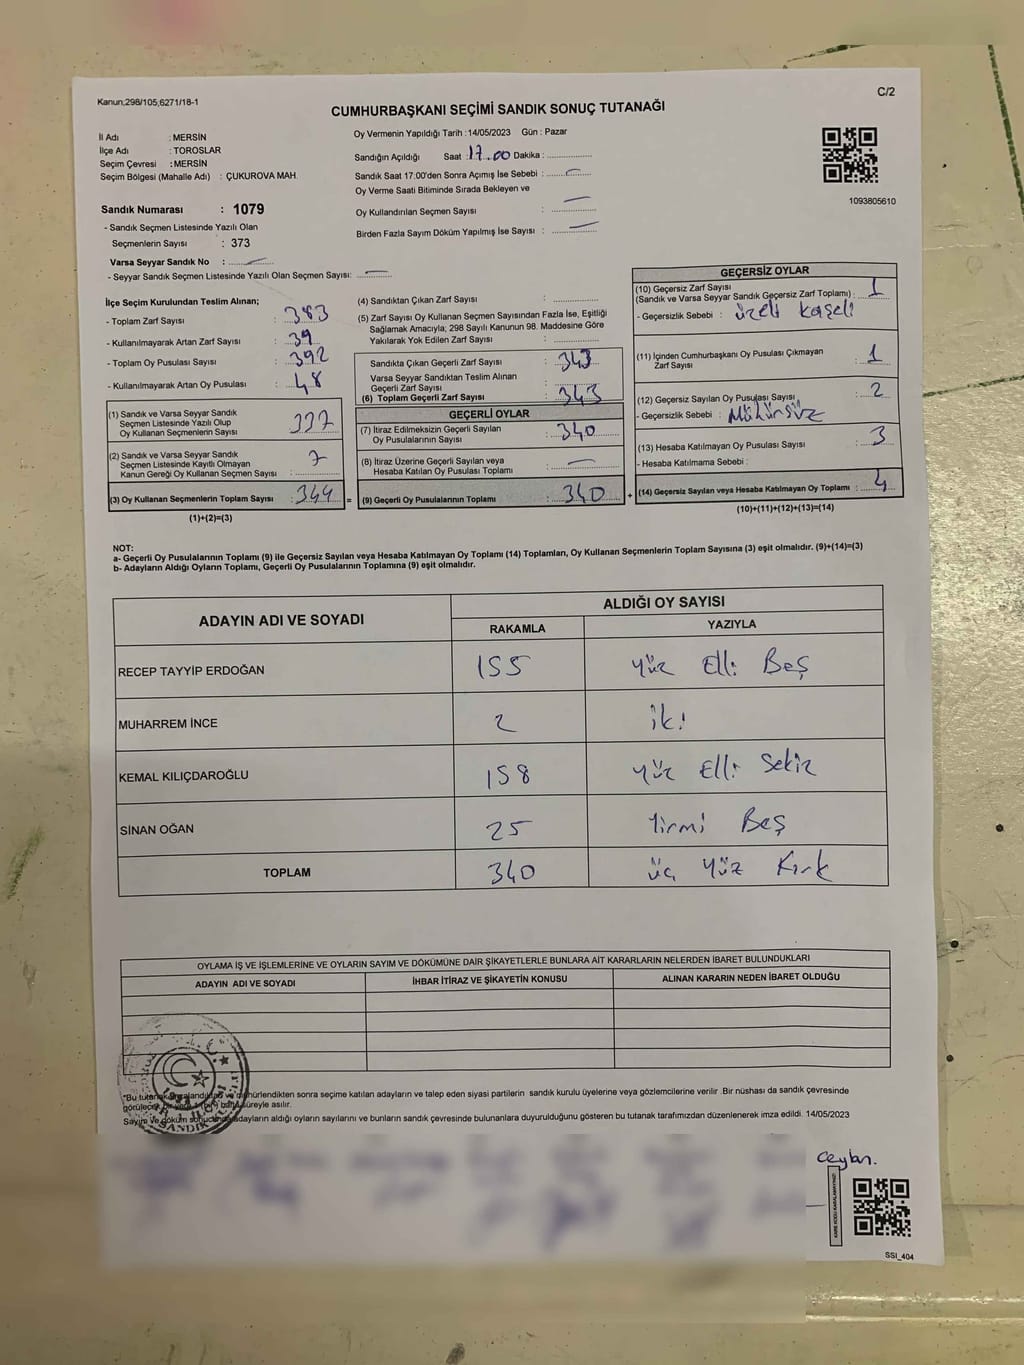 Kanun;298/105;6271/18-1
C/2
CUMHURBAŞKANI SEÇİMİ SANDIK SONUÇ TUTANAĞI
İl Adı : MERSİN
İlçe Adı : TOROSLAR
Seçim Çevresi : MERSİN
Seçim Bölgesi (Mahalle Adı) : ÇUKUROVA MAH.
Sandık Numarası : 1079
- Sandık Seçmen Listesinde Yazılı Olan
Seçmenlerin Sayısı : 373
Varsa Seyyar Sandık No :
- Seyyar Sandık Seçmen Listesinde Yazılı Olan Seçmen Sayısı:
Oy Vermenin Yapıldığı Tarih : 14/05/2023 Gün : Pazar
Sandığın Açıldığı Saat : 17.00 Dakika :
Sandık Saat 17:00'den Sonra Açımış İse Sebebi :
Oy Verme Saati Bitiminde Sırada Bekleyen ve
Oy Kullandırılan Seçmen Sayısı :
Birden Fazla Sayım Döküm Yapılmış İse Sayısı :
1093805610
İlçe Seçim Kurulundan Teslim Alınan;
- Toplam Zarf Sayısı : 383
- Kullanılmayarak Artan Zarf Sayısı : 39
- Toplam Oy Pusulası Sayısı : 392
- Kullanılmayarak Artan Oy Pusulası : 48
(1) Sandık ve Varsa Seyyar Sandık
Seçmen Listesinde Yazılı Olup
Oy Kullanan Seçmenlerin Sayısı : 337
(2) Sandık ve Varsa Seyyar Sandık
Seçmen Listesinde Kayıtlı Olmayan
Kanun Gereği Oy Kullanan Seçmen Sayısı : 7
(3) Oy Kullanan Seçmenlerin Toplam Sayısı : 344 =
(1)+(2)=(3)
(4) Sandıktan Çıkan Zarf Sayısı :
(5) Zarf Sayısı Oy Kullanan Seçmen Sayısından Fazla İse, Eşitliği
Sağlamak Amacıyla; 298 Sayılı Kanunun 98. Maddesine Göre
Yakılarak Yok Edilen Zarf Sayısı :
Sandıkta Çıkan Geçerli Zarf Sayısı : 343
Varsa Seyyar Sandıktan Teslim Alınan
Geçerli Zarf Sayısı :
(6) Toplam Geçerli Zarf Sayısı : 343
GEÇERLİ OYLAR
(7) İtiraz Edilmeksizin Geçerli Sayılan
Oy Pusulalarının Sayısı : 340
(8) İtiraz Üzerine Geçerli Sayılan veya
Hesaba Katılan Oy Pusulası Toplamı :
(9) Geçerli Oy Pusulalarının Toplamı : 340 +
GEÇERSİZ OYLAR
(10) Geçersiz Zarf Sayısı
(Sandık ve Varsa Seyyar Sandık Geçersiz Zarf Toplamı) : 1
- Geçersizlik Sebebi : üzeri kaşeli
(11) İçinden Cumhurbaşkanı Oy Pusulası Çıkmayan
Zarf Sayısı : 1
(12) Geçersiz Sayılan Oy Pusulası Sayısı : 2
- Geçersizlik Sebebi : Mühürsüz
(13) Hesaba Katılmayan Oy Pusulası Sayısı : 3
- Hesaba Katılmama Sebebi :
(14) Geçersiz Sayılan veya Hesaba Katılmayan Oy Toplamı : 4
(10)+(11)+(12)+(13)=(14)
NOT:
a- Geçerli Oy Pusulalarının Toplamı (9) ile Geçersiz Sayılan veya Hesaba Katılmayan Oy Toplamı (14) Toplamları, Oy Kullanan Seçmenlerin Toplam Sayısına (3) eşit olmalıdır. (9)+(14)=(3)
b- Adayların Aldığı Oyların Toplamı, Geçerli Oy Pusulalarının Toplamına (9) eşit olmalıdır.
ADAYIN ADI VE SOYADI ALDIĞI OY SAYISI
RAKAMLA YAZIYLA
RECEP TAYYİP ERDOĞAN 155 Yüz Elli Beş
MUHARREM İNCE 2 iki
KEMAL KILIÇDAROĞLU 158 Yüz Elli Sekiz
SİNAN OĞAN 25 Yirmi Beş
TOPLAM 340 üç Yüz Kırk
OYLAMA İŞ VE İŞLEMLERİNE VE OYLARIN SAYIM VE DÖKÜMÜNE DAİR ŞİKAYETLERLE BUNLARA AİT KARARLARIN NELERDEN İBARET BULUNDUKLARI
ADAYIN ADI VE SOYADI İHBAR İTİRAZ VE ŞİKAYETİN KONUSU ALINAN KARARIN NEDEN İBARET OLDUĞU
"Bu tutanak sonra seçime katılan adayların ve talep eden siyasi partilerin sandık kurulu üyelerine veya gözlemcilerine verilir .Bir nüshası da sandık çevresinde
süreyle asılır.
Sayım ve döküm adayların aldığı oyların sayılarını ve bunların sandık çevresinde bulunanlara duyurulduğunu gösteren bu tutanak tarafımızdan düzenlenerek imza edildi. 14/05/2023
Ceylan.
KARE KODU KARALAMAYINIZ!
SSI_404